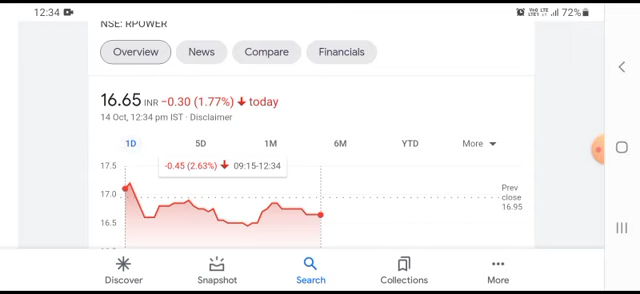 12:34 72%
NSE: RPOWER
Overview News Compare Financials
16.65 INR −0.30 (1.77%) today
14 Oct, 12:34 pm IST · Disclaimer
1D 5D 1M 6M YTD More
-0.45 (2.63%) 09:15-12:34
17.5
17.0
16.5
Prev
close
16.95
Discover Snapshot Search Collections More